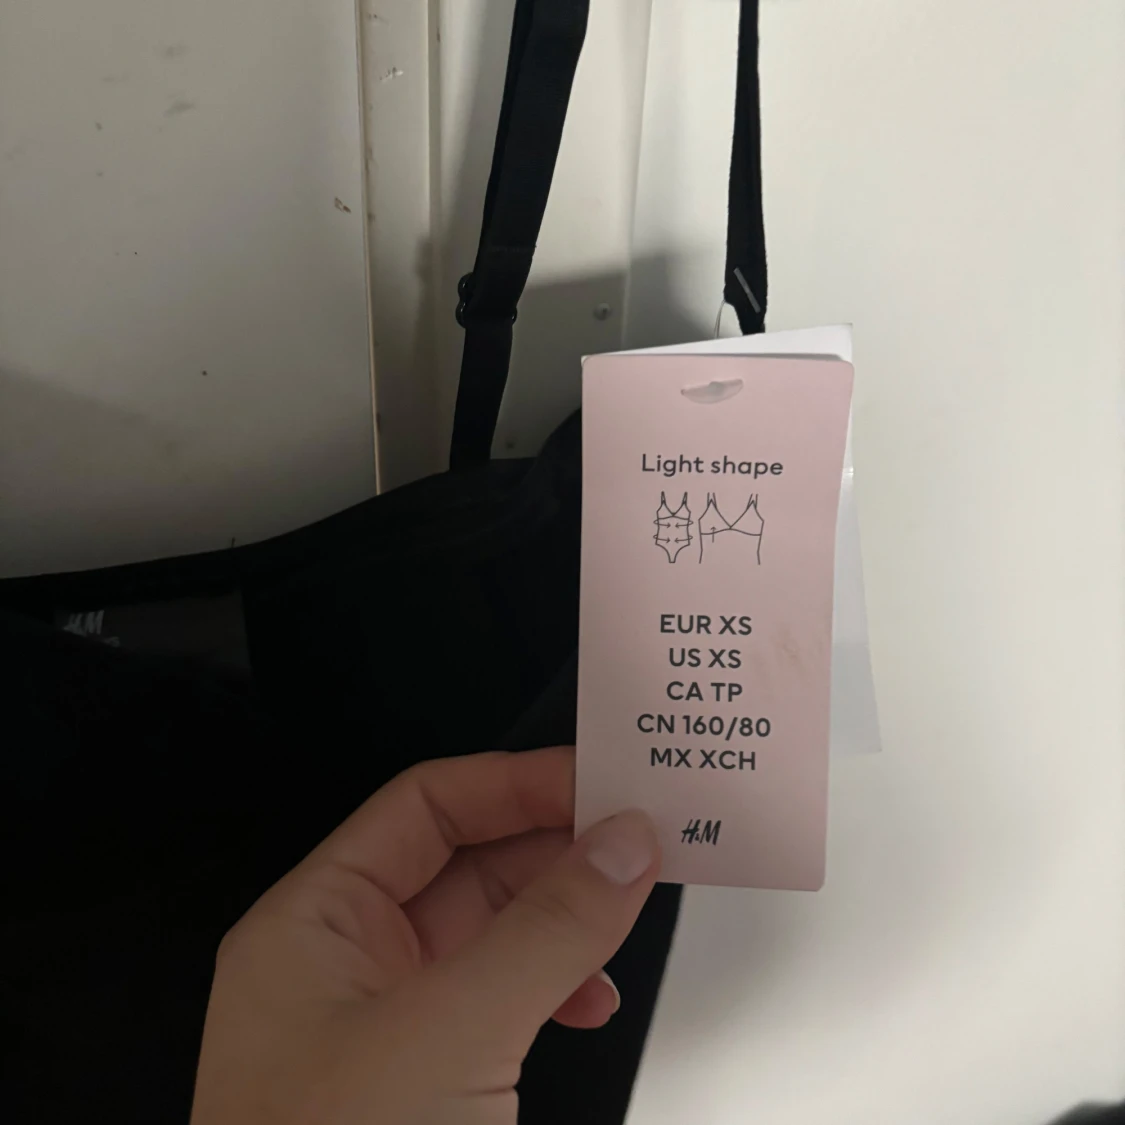 Light shape
EUR XS
US XS
CA TP
CN 160/80
MX XCH
H&M
H&M